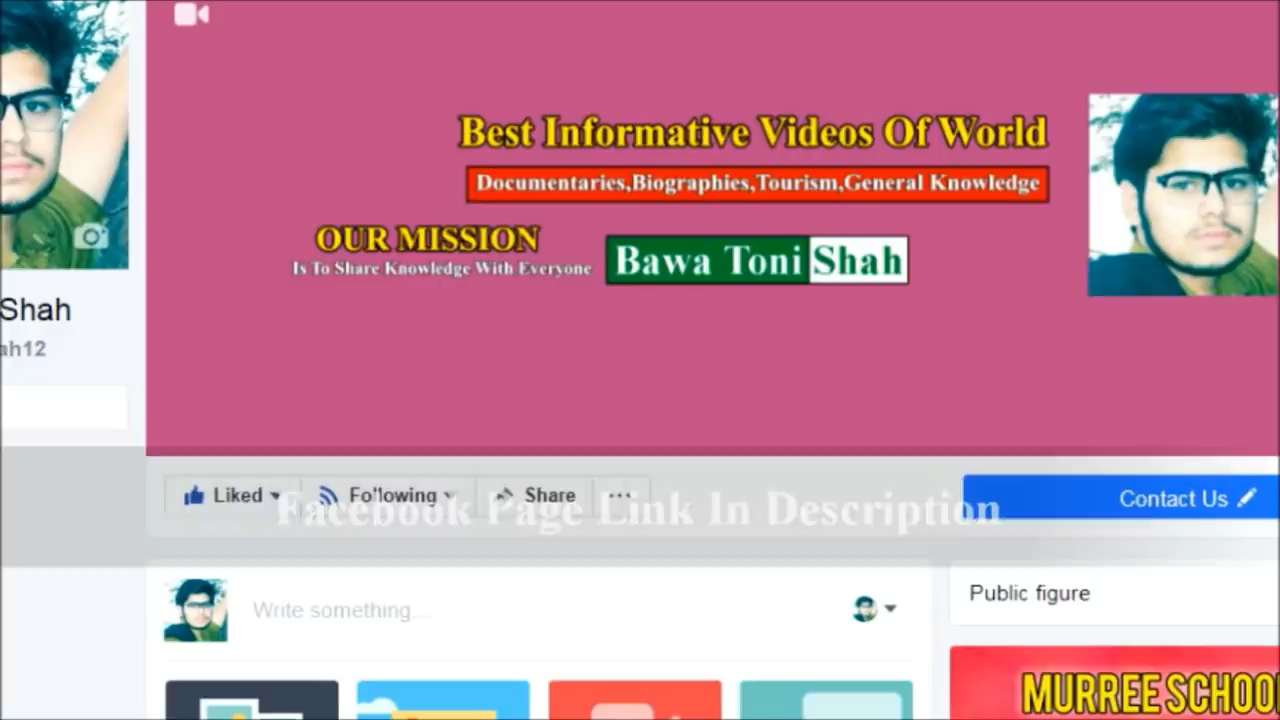 Best Informative Videos Of World
Documentaries,Biographies,Tourism,General Knowledge
OUR MISSION
Is To Share Knowledge With Everyone
Bawa Toni Shah
Shah
ah12
Liked
Following
Share
Contact Us
Facebook Page Link In Description
Write something...
Public figure
MURREE SCHOO